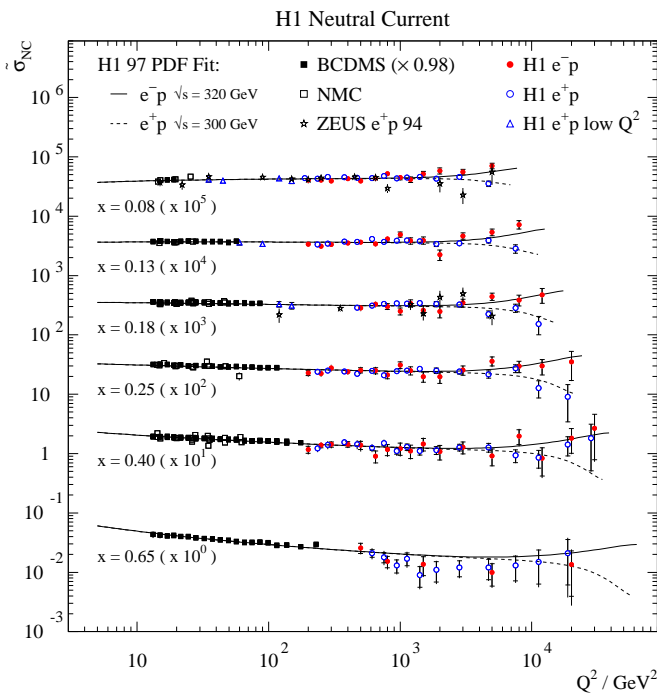 H1 Neutral Current
σ̃NC
H1 97 PDF Fit:
e⁻p √s = 320 GeV
e⁺p √s = 300 GeV
BCDMS (× 0.98)
NMC
ZEUS e⁺p 94
H1 e⁻p
H1 e⁺p
H1 e⁺p low Q²
10⁶
10⁵
10⁴
10³
10²
10
1
10⁻¹
10⁻²
10⁻³
x = 0.08 ( x 10⁵)
x = 0.13 ( x 10⁴)
x = 0.18 ( x 10³)
x = 0.25 ( x 10²)
x = 0.40 ( x 10¹)
x = 0.65 ( x 10⁰)
10 10² 10³ 10⁴
Q² / GeV²